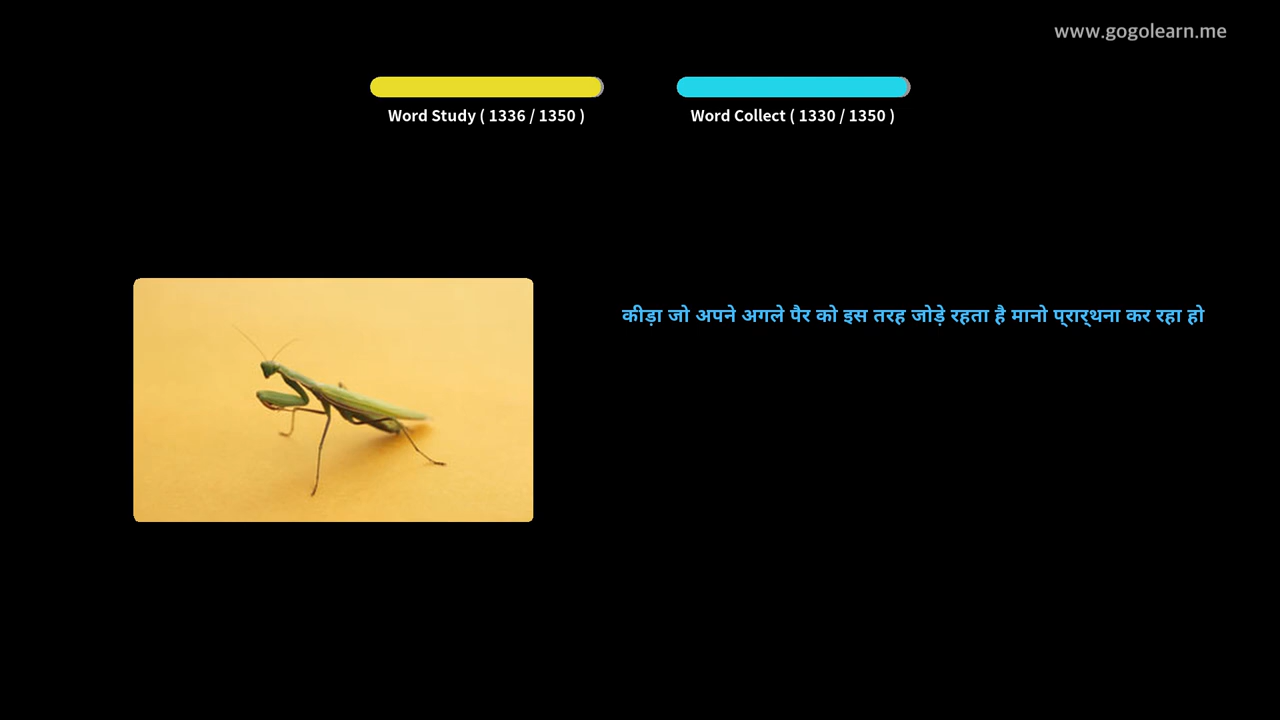 www.gogolearn.me
Word Study ( 1336 / 1350 )
Word Collect ( 1330 / 1350 )
कीड़ा जो अपने अगले पैर को इस तरह जोड़े रहता है मानो प्रार्थना कर रहा हो